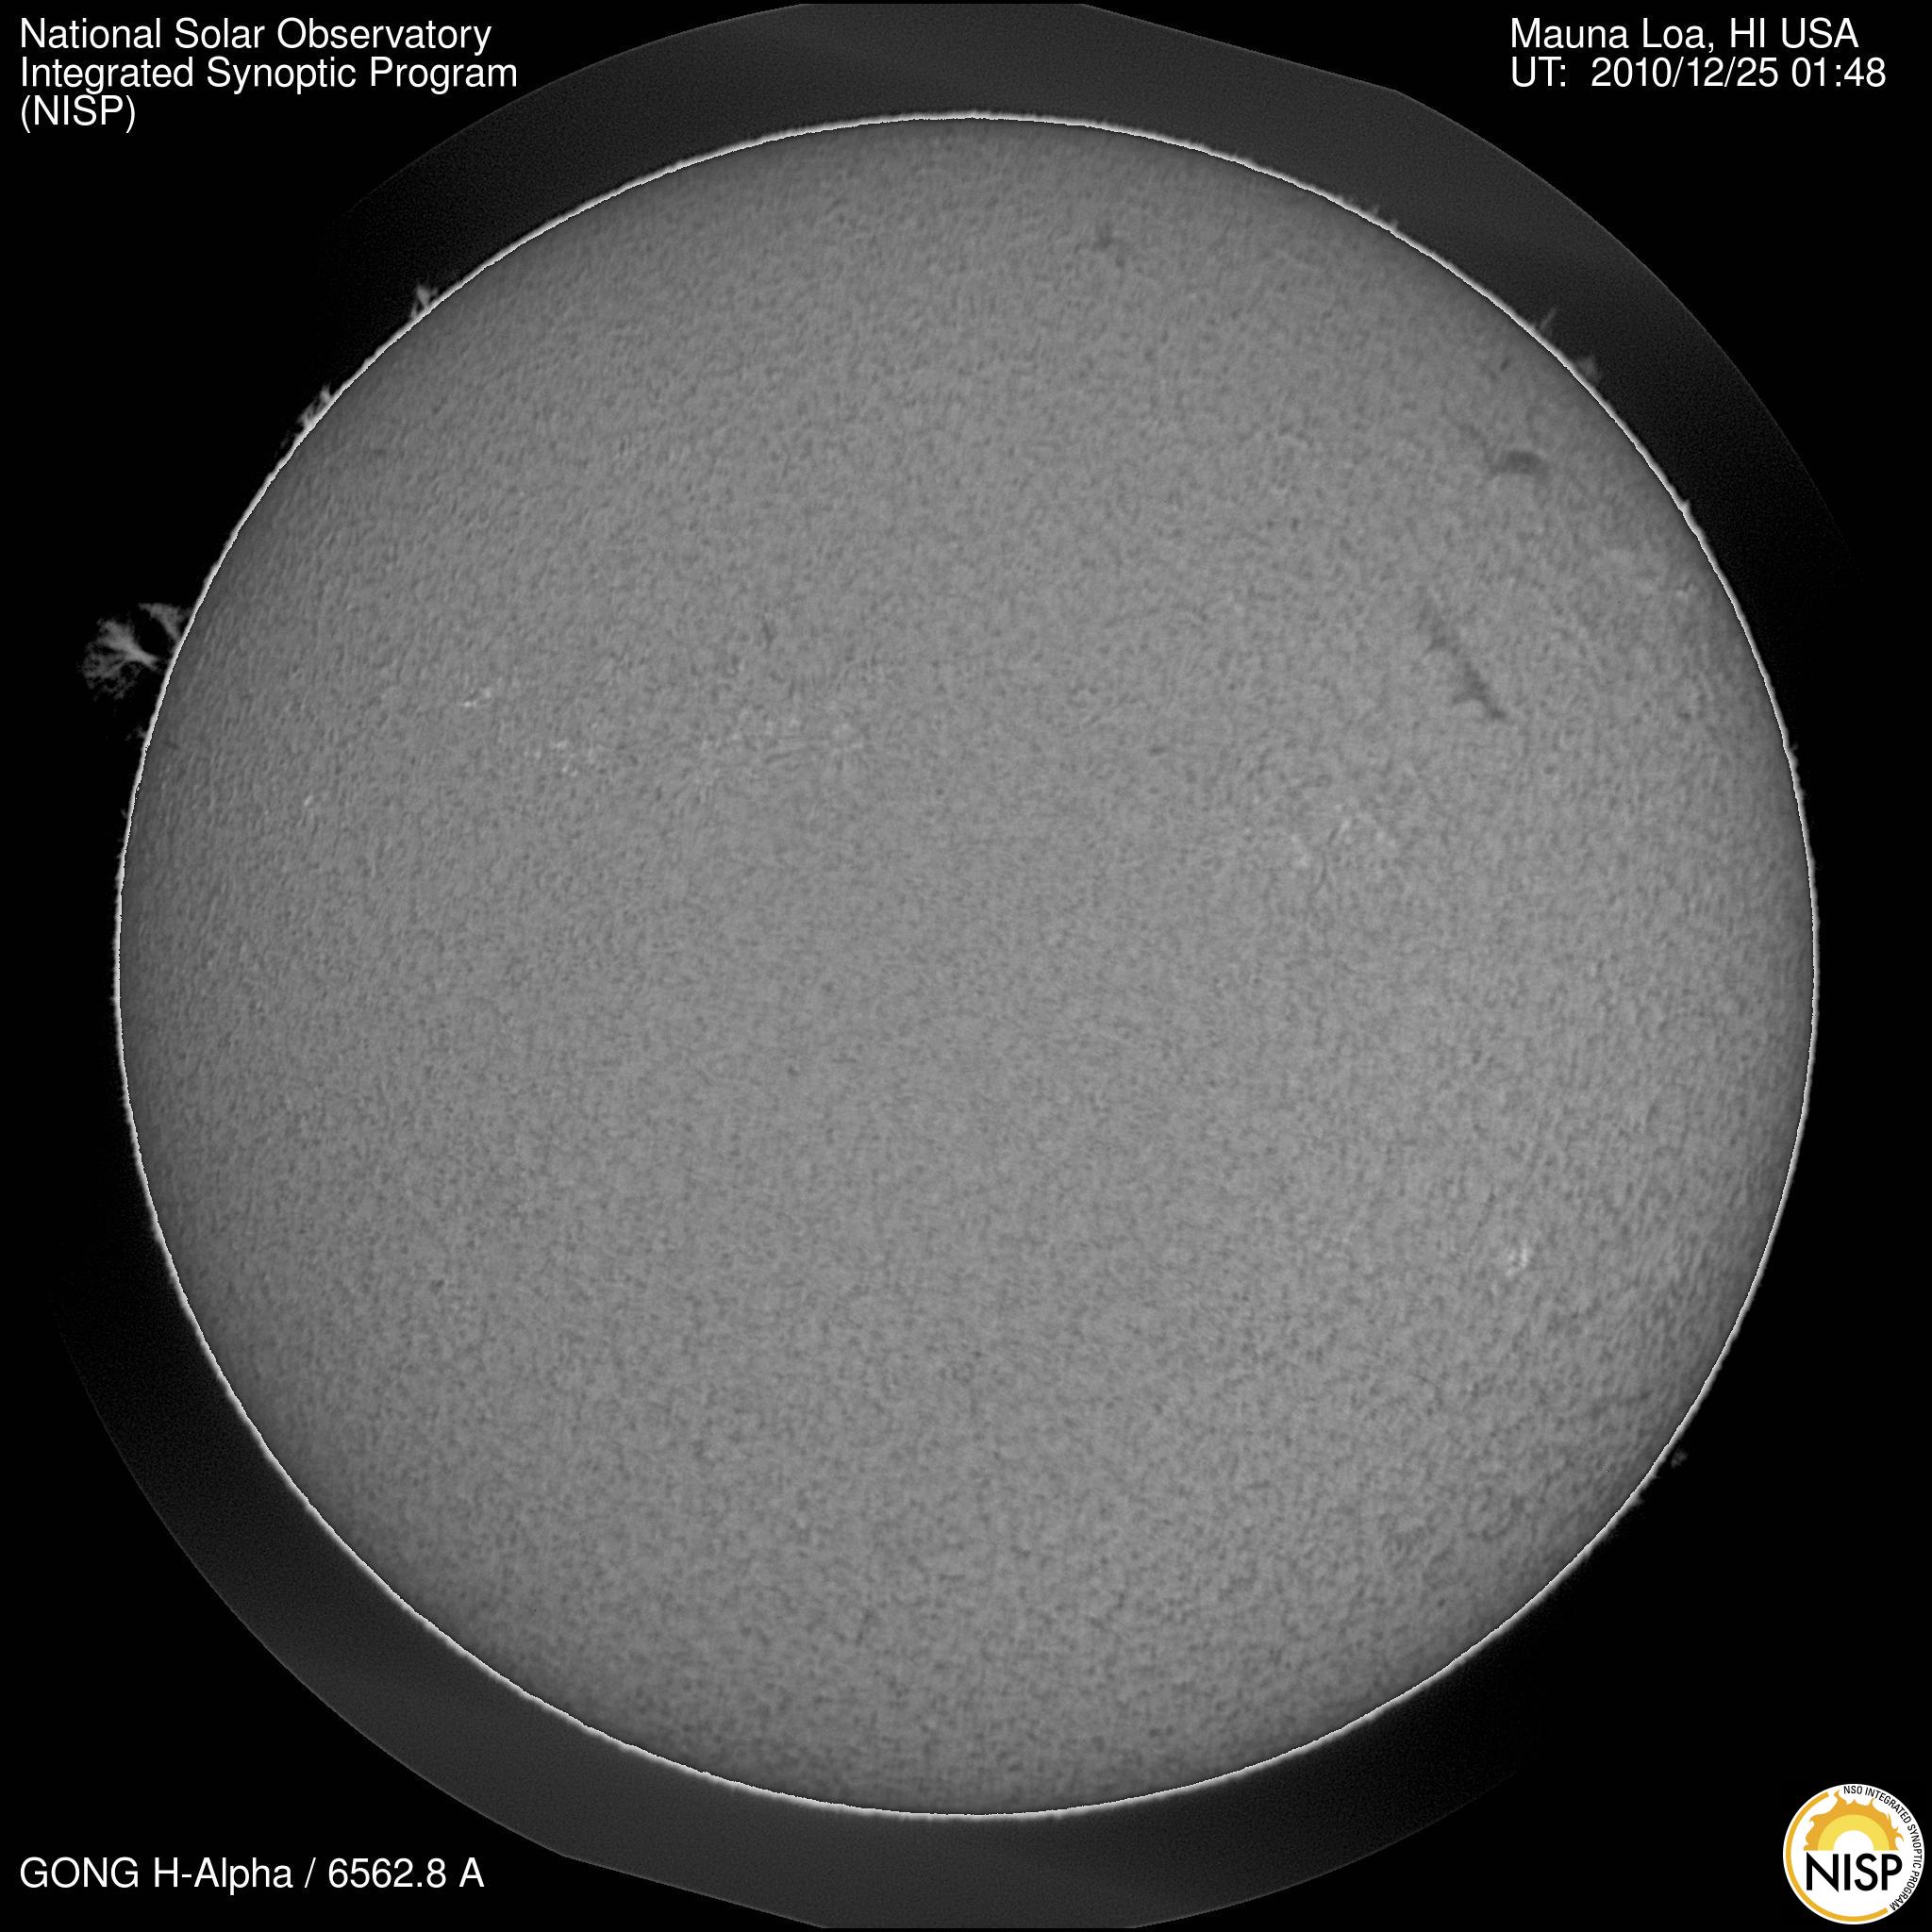 National Solar Observatory
Integrated Synoptic Program
(NISP)
Mauna Loa, HI USA
UT: 2010/12/25 01:48
GONG H-Alpha / 6562.8 A
NSO INTEGRATED SYNOPTIC PROGRAM
NISP